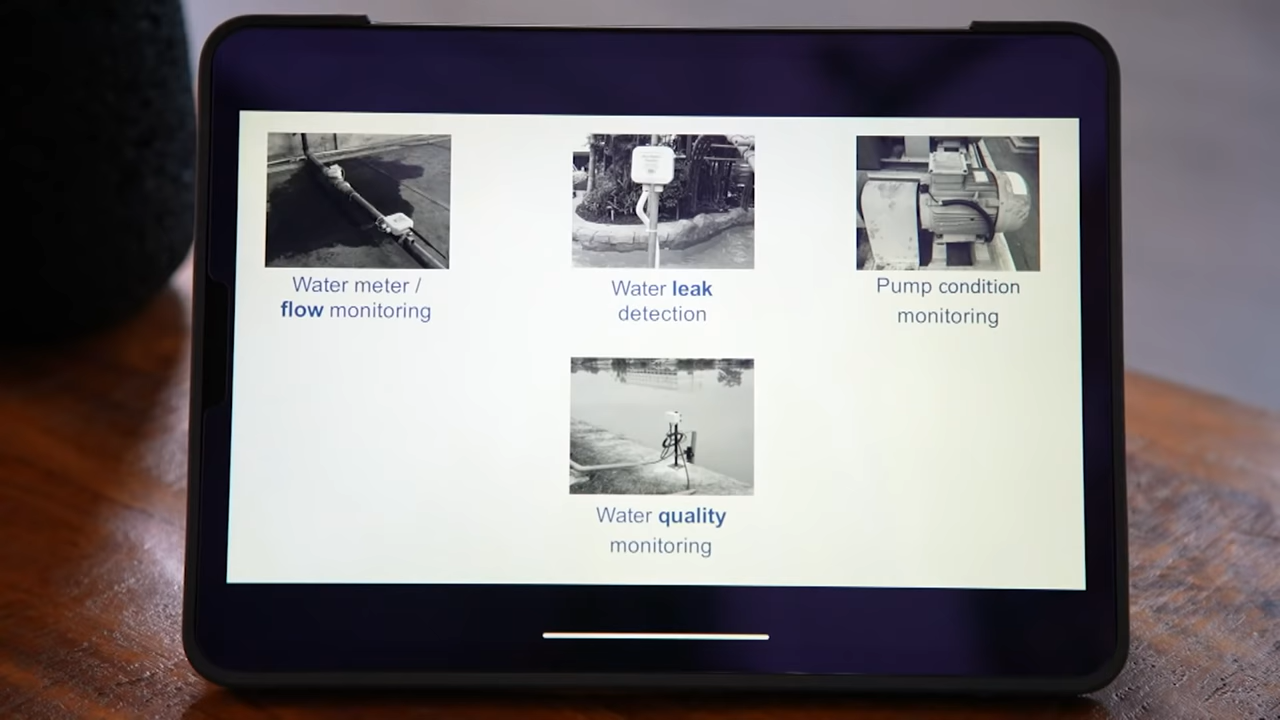 Water meter /
flow monitoring
Water leak
detection
Pump condition
monitoring
Water quality
monitoring